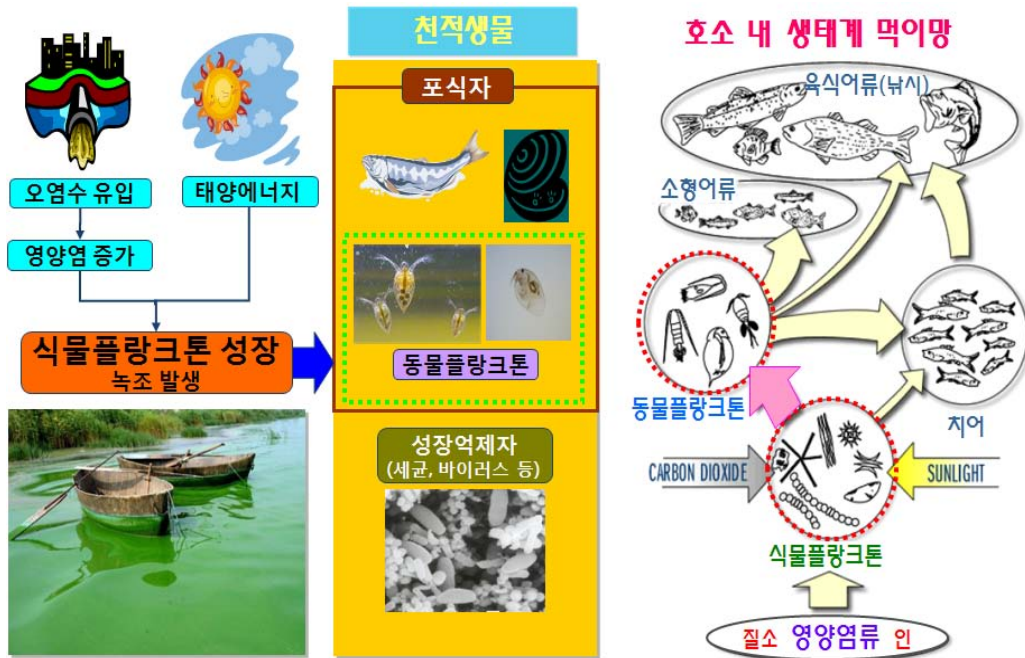 오염수 유입
태양에너지
영양염 증가
식물플랑크톤 성장
녹조 발생
천적생물
포식자
동물플랑크톤
성장억제자
(세균, 바이러스 등)
호소 내 생태계 먹이망
육식어류(낚시)
소형어류
동물플랑크톤
치어
CARBON DIOXIDE
SUNLIGHT
식물플랑크톤
질소 영양염류 인